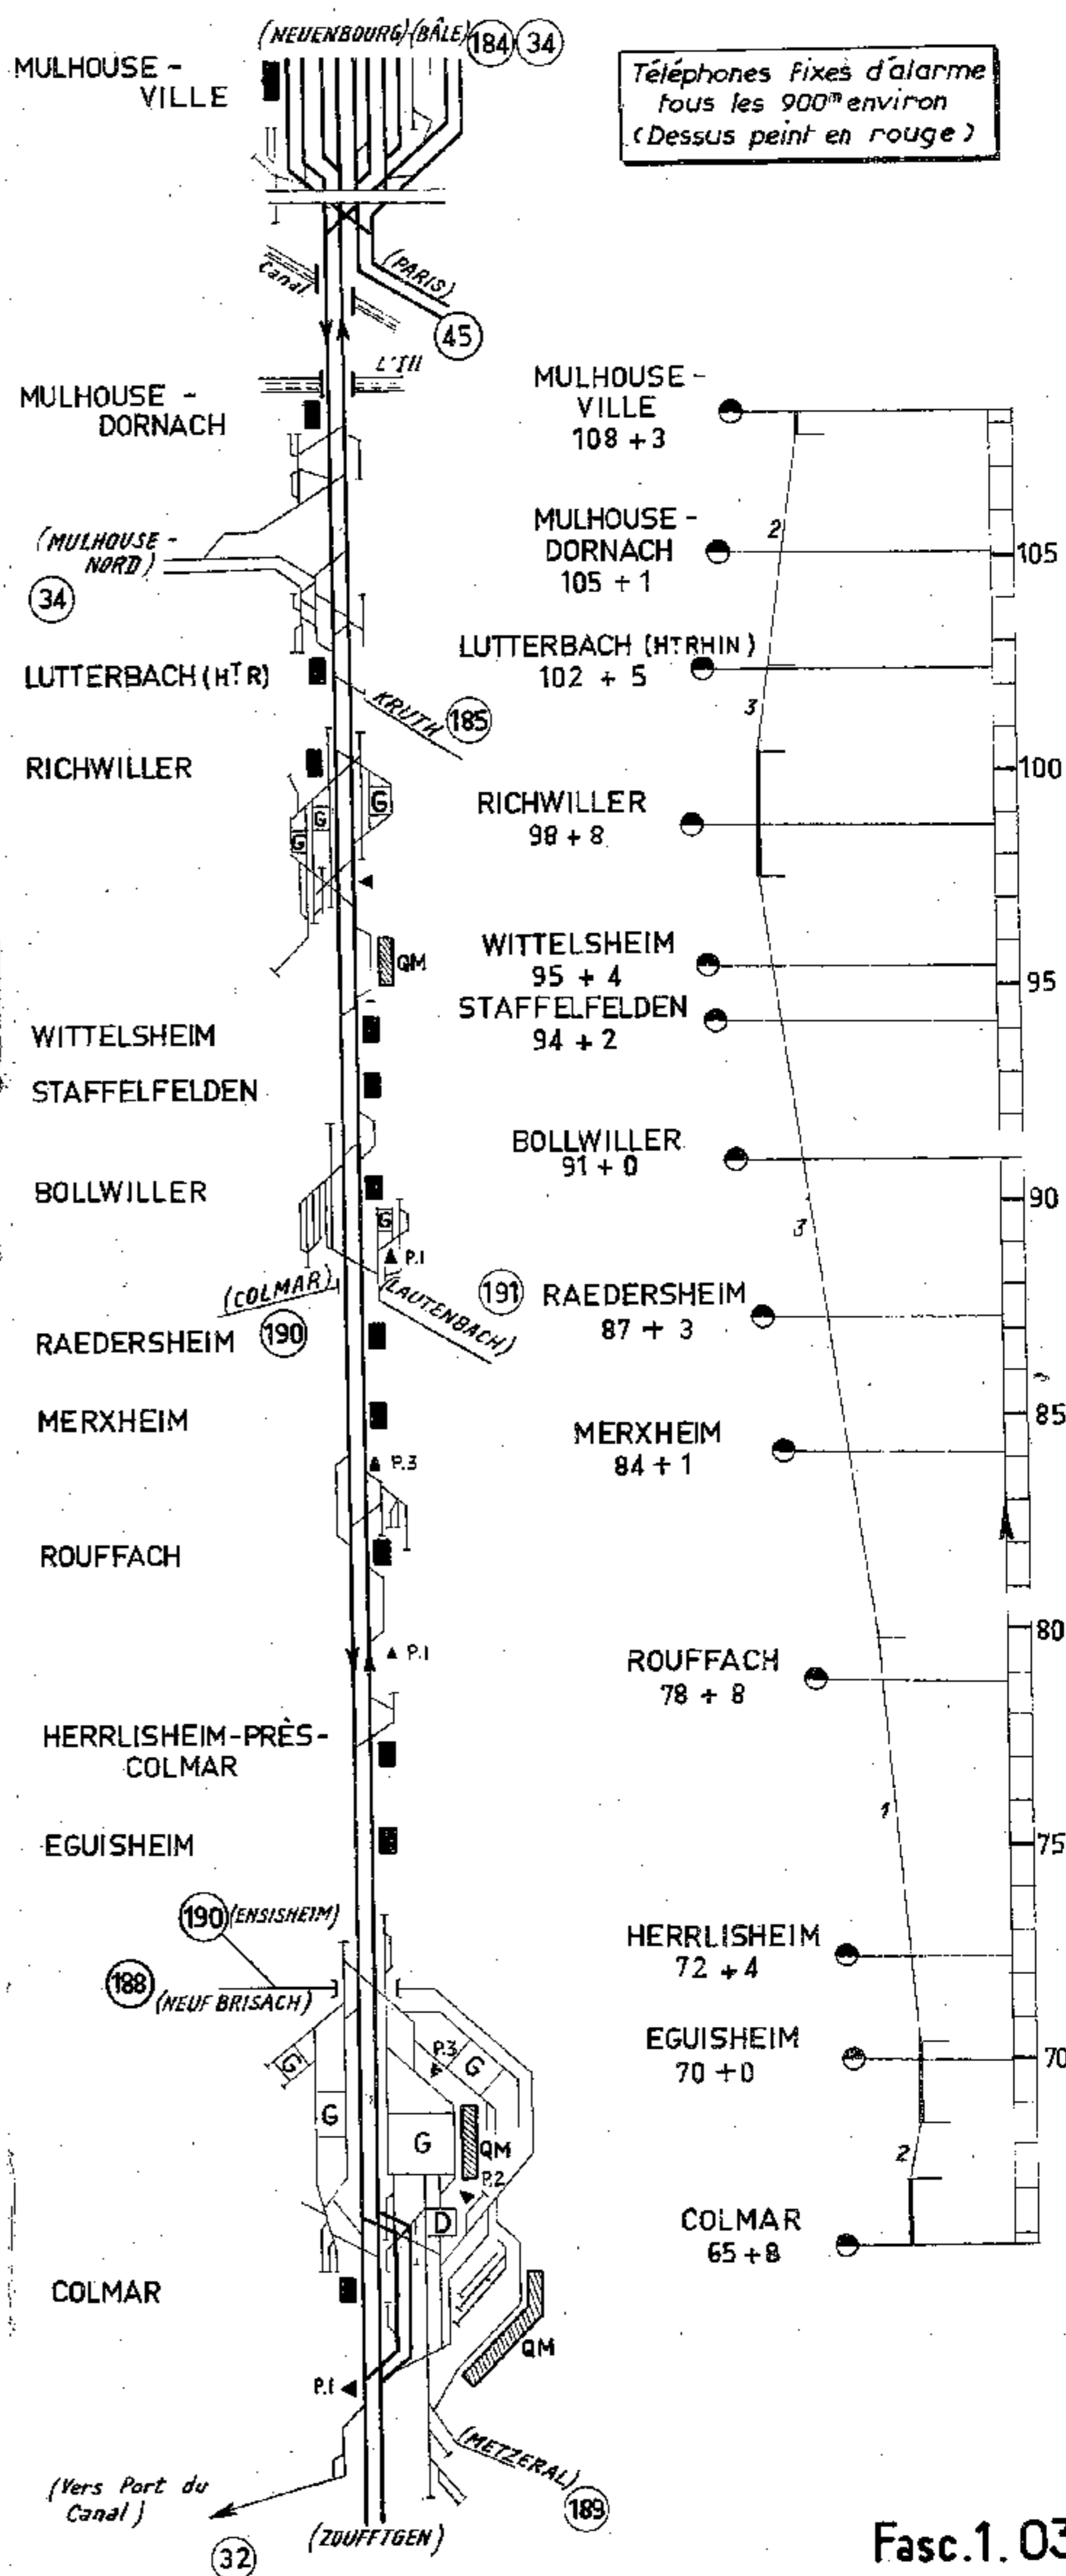 (NEUENBOURG) (BÂLE) 184 34
MULHOUSE -
VILLE
Téléphones fixes d'alarme
tous les 900m environ
(Dessus peint en rouge)
Canal
(PARIS)
45
L'Ill
MULHOUSE -
DORNACH
(MULHOUSE -
NORD)
34
LUTTERBACH (HT R)
KRUTH 185
RICHWILLER
G
G
G
QM
WITTELSHEIM
STAFFELFELDEN
BOLLWILLER
G
P.1
(COLMAR)
190
(LAUTENBACH)
191
RAEDERSHEIM
MERXHEIM
P.3
ROUFFACH
P.1
HERRLISHEIM-PRÈS-
COLMAR
EGUISHEIM
190 (ENSISHEIM)
188 (NEUF BRISACH)
G
P.3
G
G
G
QM
P.2
D
COLMAR
QM
P.1
(METZERAL)
189
(Vers Port du
Canal)
32
(ZOUFFTGEN)
MULHOUSE -
VILLE
108 + 3
2
MULHOUSE -
DORNACH
105 + 1
105
LUTTERBACH (HT RHIN)
102 + 5
3
100
RICHWILLER
98 + 8
WITTELSHEIM
95 + 4
95
STAFFELFELDEN
94 + 2
BOLLWILLER
91 + 0
90
3
RAEDERSHEIM
87 + 3
85
MERXHEIM
84 + 1
80
ROUFFACH
78 + 8
1
75
HERRLISHEIM
72 + 4
EGUISHEIM
70 + 0
70
2
COLMAR
65 + 8
Fasc.1.03